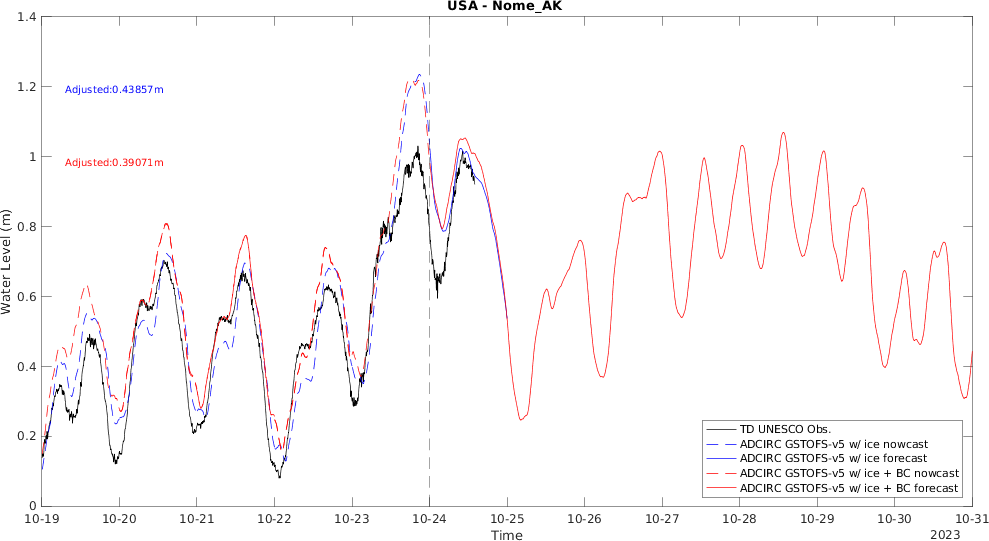 USA - Nome_AK
1.4
1.2
1
0.8
0.6
0.4
0.2
0
Water Level (m)
Adjusted:0.43857m
Adjusted:0.39071m
TD UNESCO Obs.
ADCIRC GSTOFS-v5 w/ ice nowcast
ADCIRC GSTOFS-v5 w/ ice forecast
ADCIRC GSTOFS-v5 w/ ice + BC nowcast
ADCIRC GSTOFS-v5 w/ ice + BC forecast
10-19 10-20 10-21 10-22 10-23 10-24 10-25 10-26 10-27 10-28 10-29 10-30 10-31
Time
2023